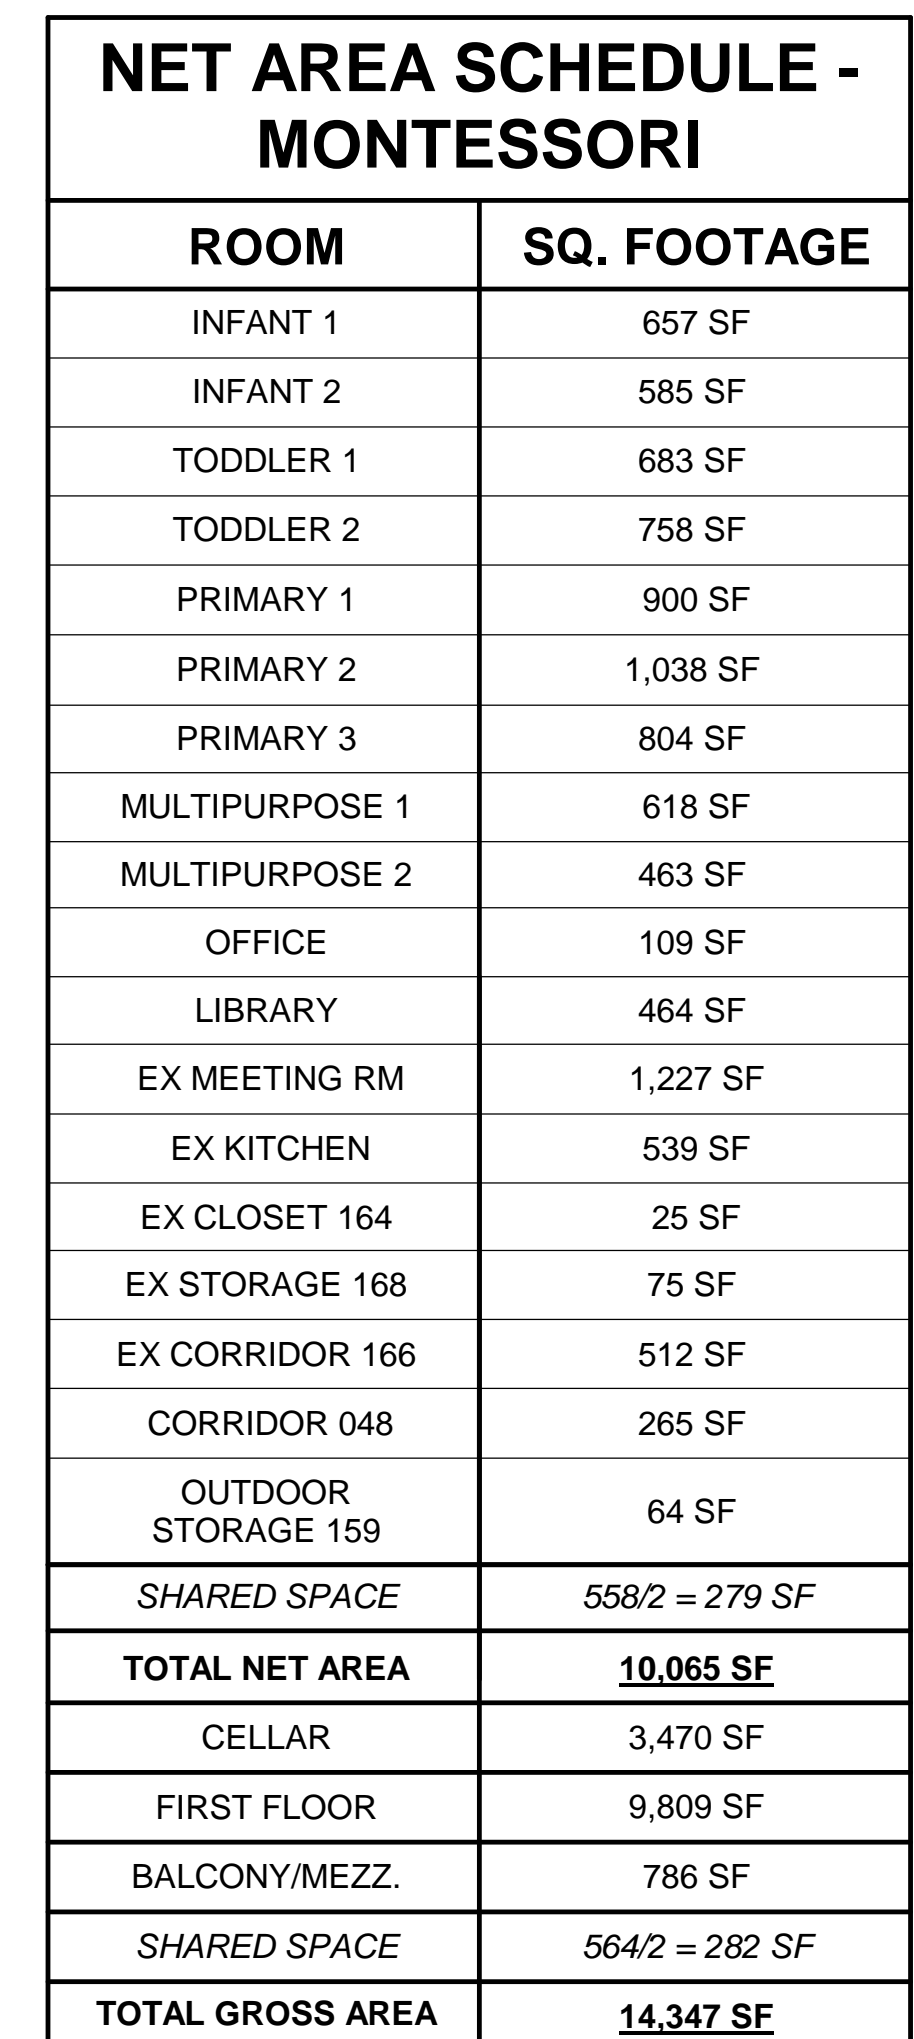 NET AREA SCHEDULE -
MONTESSORI
ROOM SQ. FOOTAGE
INFANT 1 657 SF
INFANT 2 585 SF
TODDLER 1 683 SF
TODDLER 2 758 SF
PRIMARY 1 900 SF
PRIMARY 2 1,038 SF
PRIMARY 3 804 SF
MULTIPURPOSE 1 618 SF
MULTIPURPOSE 2 463 SF
OFFICE 109 SF
LIBRARY 464 SF
EX MEETING RM 1,227 SF
EX KITCHEN 539 SF
EX CLOSET 164 25 SF
EX STORAGE 168 75 SF
EX CORRIDOR 166 512 SF
CORRIDOR 048 265 SF
OUTDOOR
STORAGE 159 64 SF
SHARED SPACE 558/2 = 279 SF
TOTAL NET AREA 10,065 SF
CELLAR 3,470 SF
FIRST FLOOR 9,809 SF
BALCONY/MEZZ. 786 SF
SHARED SPACE 564/2 = 282 SF
TOTAL GROSS AREA 14,347 SF